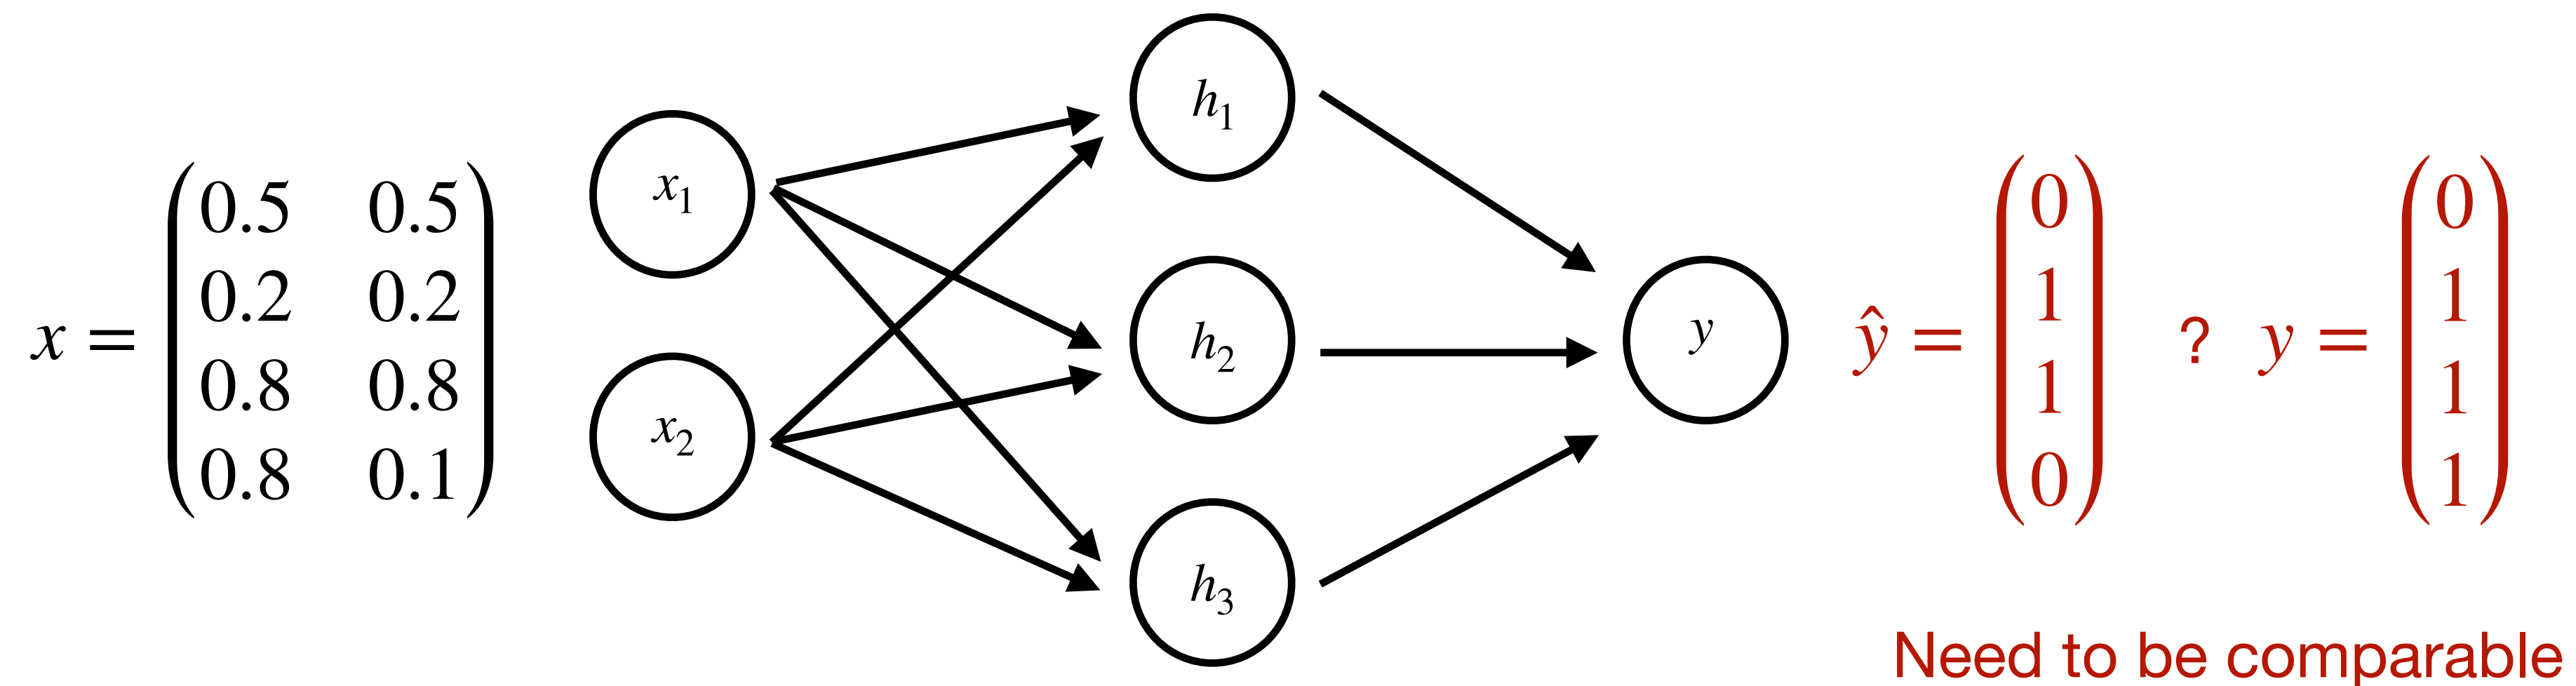 x = (0.5 0.5
0.2 0.2
0.8 0.8
0.8 0.1)
x₁
x₂
h₁
h₂
h₃
y
ŷ = (0
1
1
0)
?
y = (0
1
1
1)
Need to be comparable